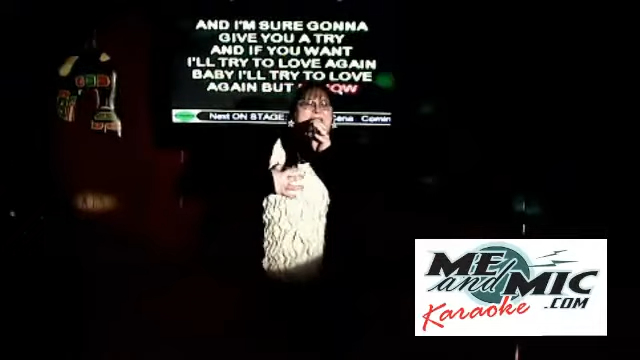 AND I'M SURE GONNA
GIVE YOU A TRY
AND IF YOU WANT
I'LL TRY TO LOVE AGAIN
BABY I'LL TRY TO LOVE
AGAIN BUT I
Next ON STAGE
ME and MIC
.COM
Karaoke